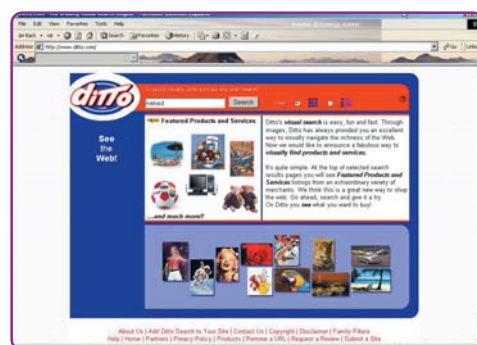 File Edit View Favorites Tools Help
Back Search Favorites History
Address http://www.ditto.com/ Go Links
ditto
naked Search
See
the
Web!
Featured Products and Services
...and much more!!
Ditto's visual search is easy, fun and fast. Through
images, Ditto has always provided you an excellent
way to visually navigate the richness of the Web.
Now we would like to announce a fabulous way to
visually find products and services.
It's quite simple. At the top of selected search
results pages you will see Featured Products and
Services listings from an extraordinary variety of
merchants. We think this is a great new way to shop
the web. Go ahead, search and give it a try.
On Ditto you see what you want to buy!
About Us | Add Ditto Search to Your Site | Contact Us | Copyright | Disclaimer | Family Filters
Help | Home | Partners | Privacy Policy | Products | Remove a URL | Request a Review | Submit a Site